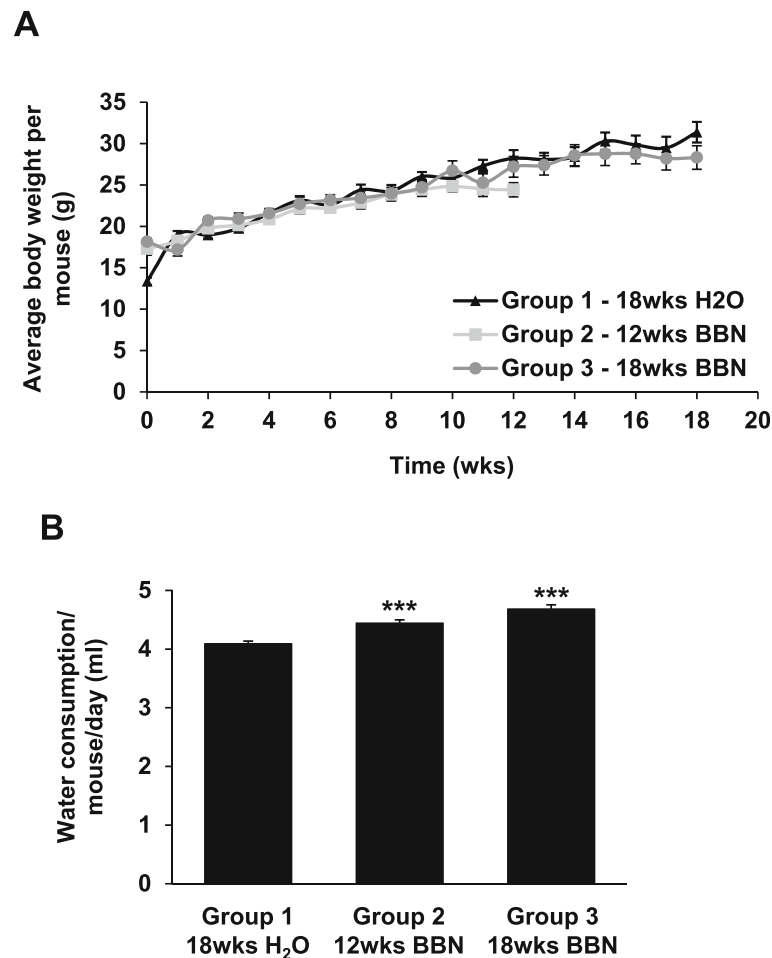 A
Average body weight per
mouse (g)
35
30
25
20
15
10
5
0
Group 1 - 18wks H2O
Group 2 - 12wks BBN
Group 3 - 18wks BBN
0 2 4 6 8 10 12 14 16 18 20
Time (wks)
B
Water consumption/
mouse/day (ml)
5
4
3
2
1
0
*** ***
Group 1 Group 2 Group 3
18wks H₂O 12wks BBN 18wks BBN